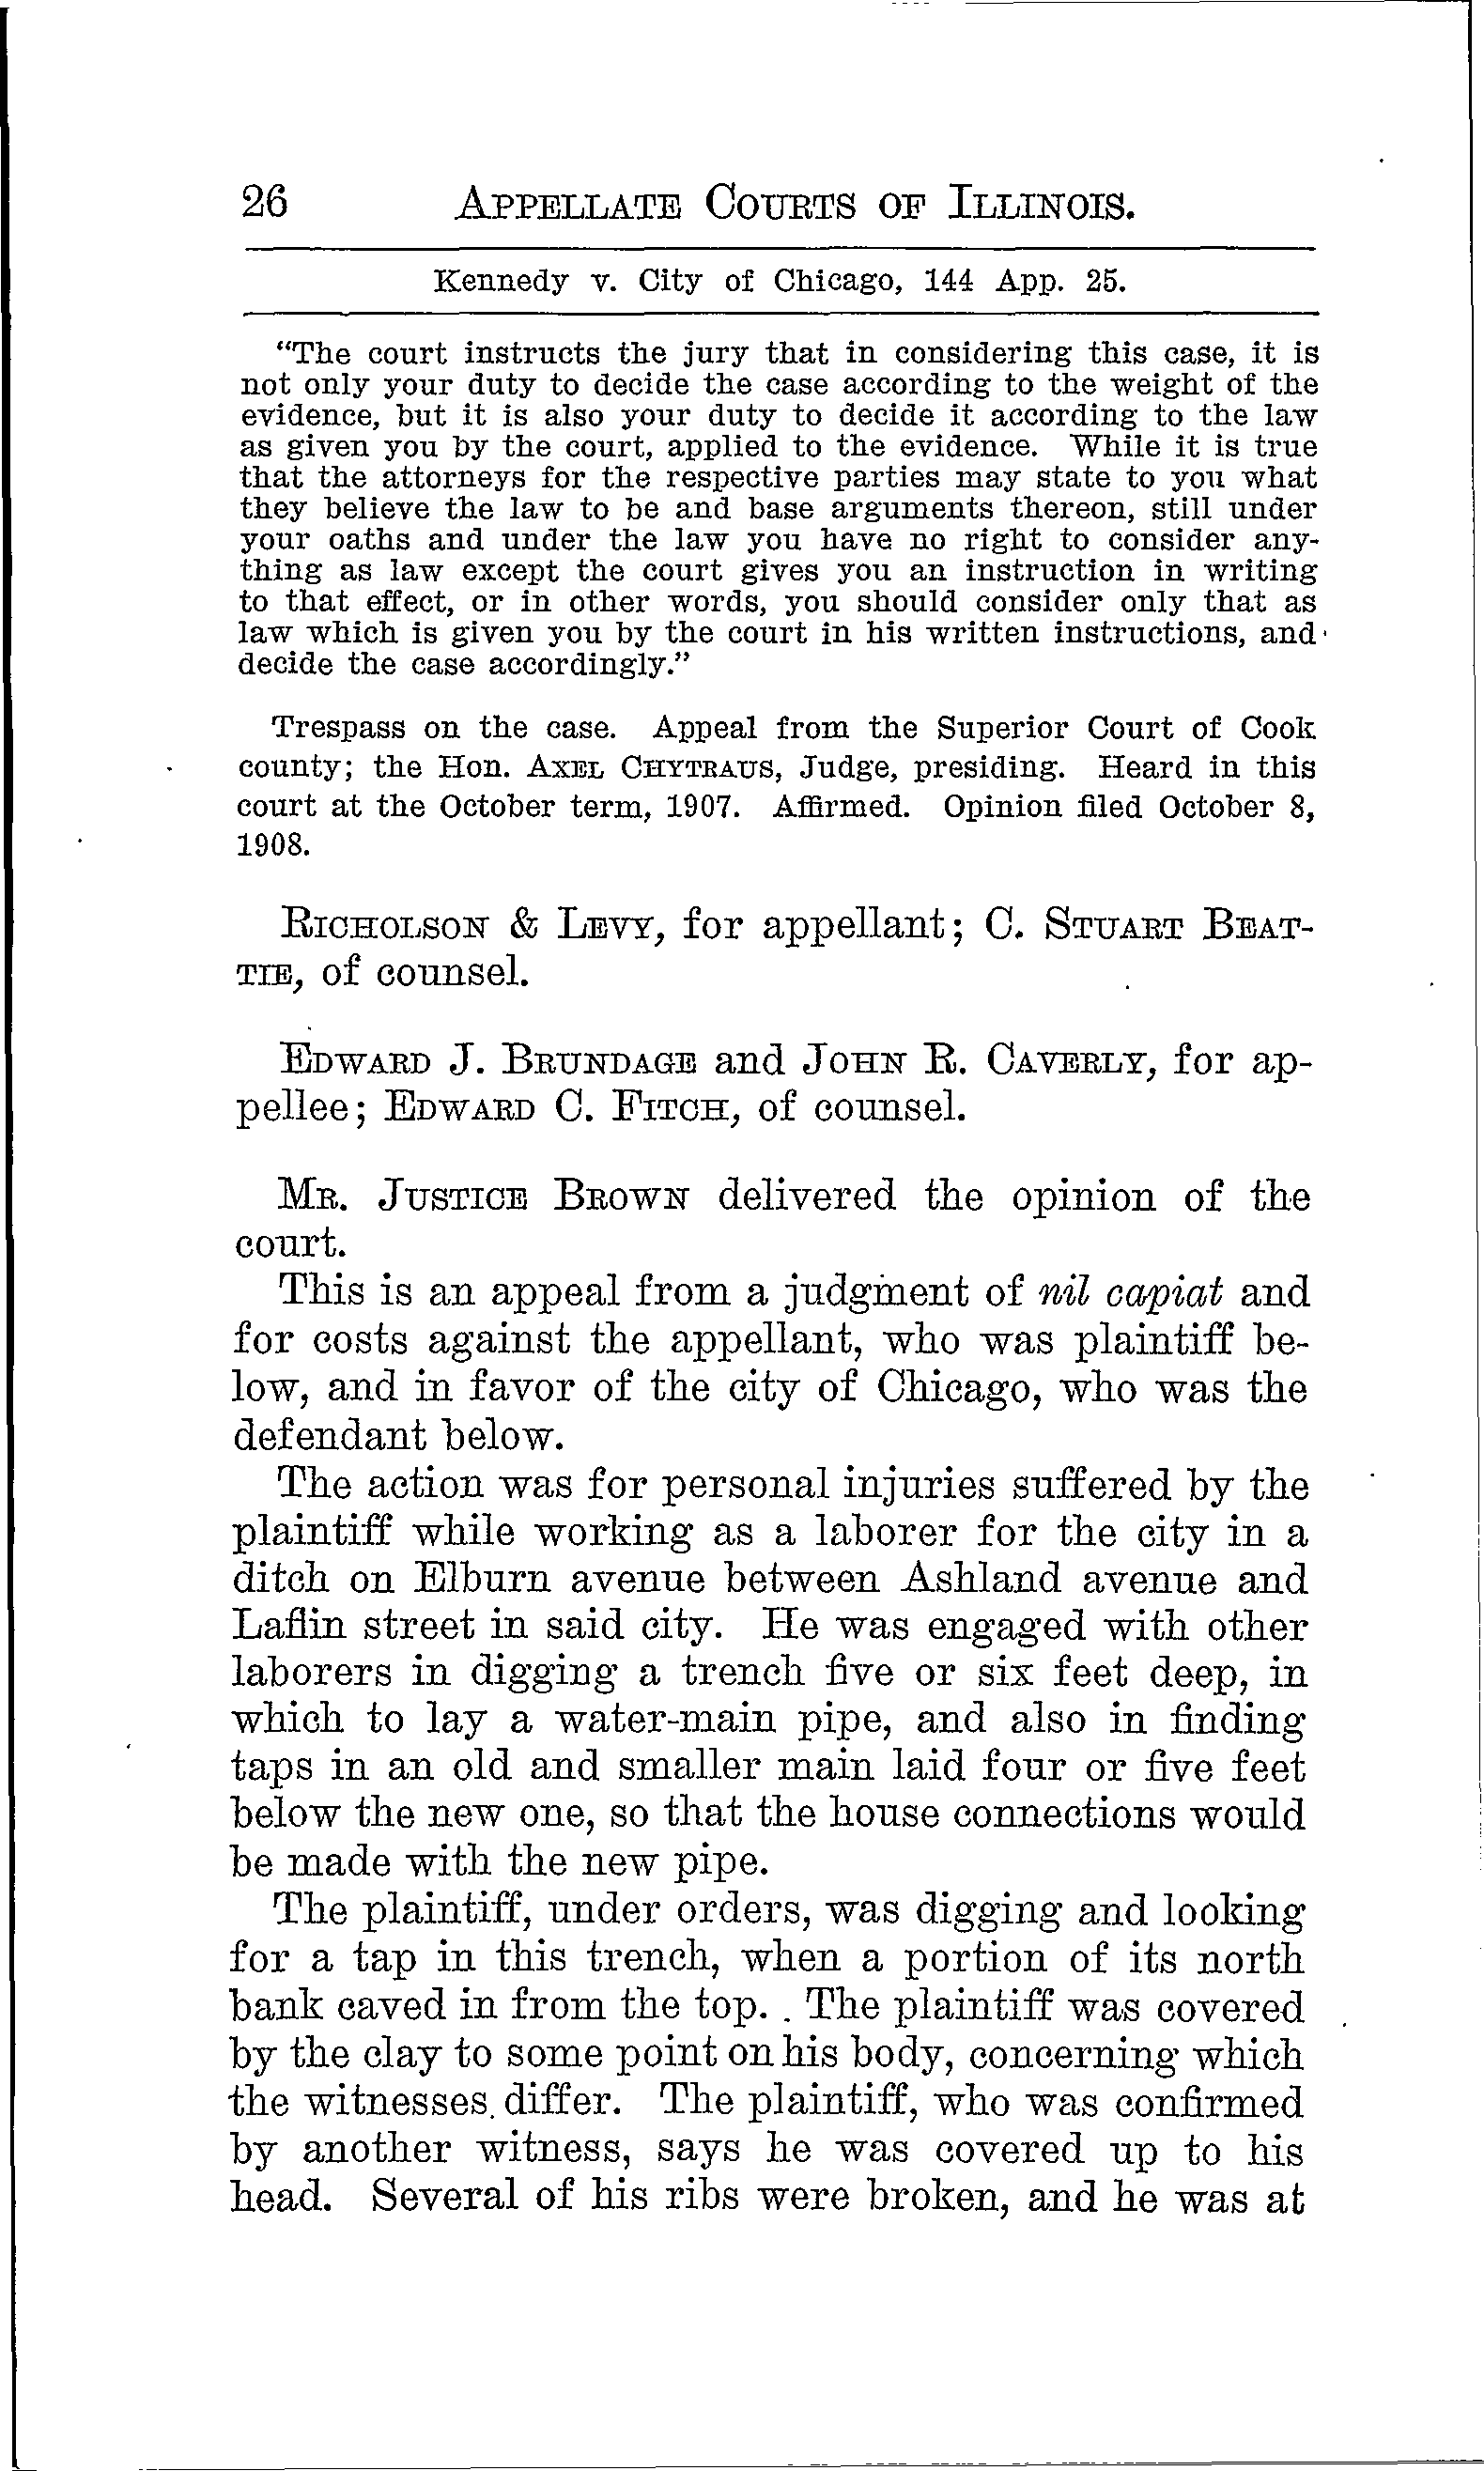 26 APPELLATE COURTS OF ILLINOIS.
Kennedy v. City of Chicago, 144 App. 25.
"The court instructs the jury that in considering this case, it is
not only your duty to decide the case according to the weight of the
evidence, but it is also your duty to decide it according to the law
as given you by the court, applied to the evidence. While it is true
that the attorneys for the respective parties may state to you what
they believe the law to be and base arguments thereon, still under
your oaths and under the law you have no right to consider any-
thing as law except the court gives you an instruction in writing
to that effect, or in other words, you should consider only that as
law which is given you by the court in his written instructions, and
decide the case accordingly."
Trespass on the case. Appeal from the Superior Court of Cook
county; the Hon. AXEL CHYTRAUS, Judge, presiding. Heard in this
court at the October term, 1907. Affirmed. Opinion filed October 8,
1908.
RICHOLSON & LEVY, for appellant; C. STUART BEAT-
TIE, of counsel.
EDWARD J. BRUNDAGE and JOHN R. CAVERLY, for ap-
pellee; EDWARD C. FITCH, of counsel.
MR. JUSTICE BROWN delivered the opinion of the
court.
This is an appeal from a judgment of nil capiat and
for costs against the appellant, who was plaintiff be-
low, and in favor of the city of Chicago, who was the
defendant below.
The action was for personal injuries suffered by the
plaintiff while working as a laborer for the city in a
ditch on Elburn avenue between Ashland avenue and
Laflin street in said city. He was engaged with other
laborers in digging a trench five or six feet deep, in
which to lay a water-main pipe, and also in finding
taps in an old and smaller main laid four or five feet
below the new one, so that the house connections would
be made with the new pipe.
The plaintiff, under orders, was digging and looking
for a tap in this trench, when a portion of its north
bank caved in from the top. The plaintiff was covered
by the clay to some point on his body, concerning which
the witnesses differ. The plaintiff, who was confirmed
by another witness, says he was covered up to his
head. Several of his ribs were broken, and he was at